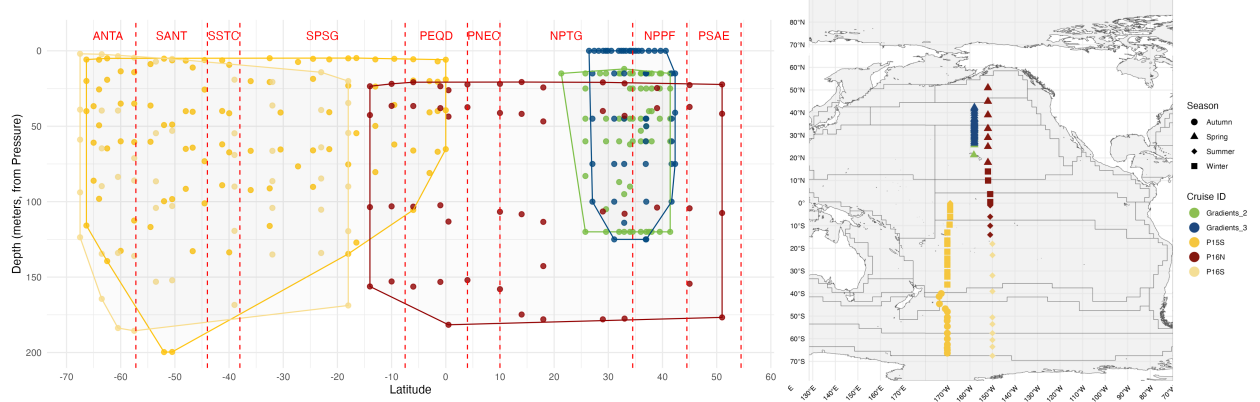 ANTA SANT SSTC SPSG PEQD PNEC NPTG NPPF PSAE
0
50
100
150
200
Depth (meters, from Pressure)
-70 -60 -50 -40 -30 -20 -10 0 10 20 30 40 50 60
Latitude
80°N
70°N
60°N
50°N
40°N
30°N
20°N
10°N
0°
10°S
20°S
30°S
40°S
50°S
60°S
70°S
E 130°E 140°E 150°E 160°E 170°E 170°W 160°W 150°W 140°W 130°W 120°W 110°W 100°W 90°W 80°W 70°V
Season
Autumn
Spring
Summer
Winter
Cruise ID
Gradients_2
Gradients_3
P15S
P16N
P16S